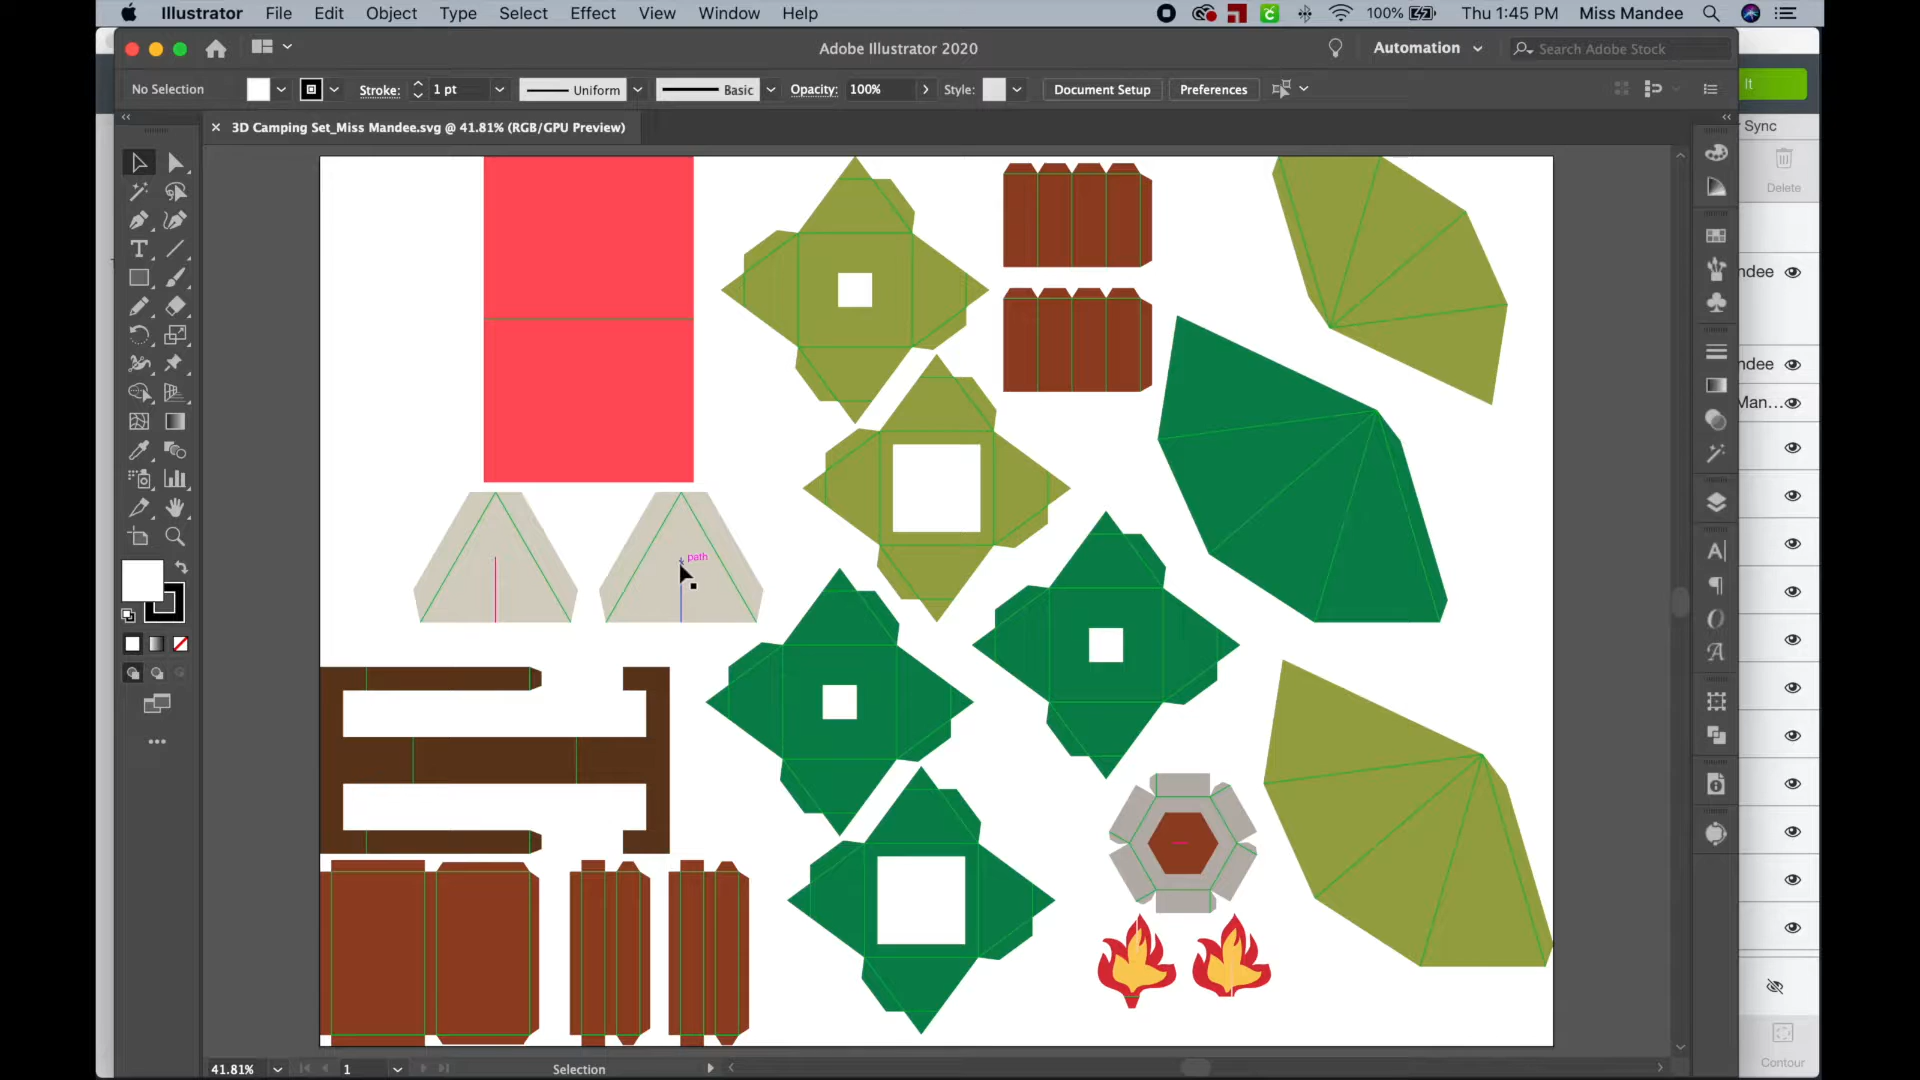 Illustrator File Edit Object Type Select Effect View Window Help 100% Thu 1:45 PM Miss Mandee
Adobe Illustrator 2020 Automation Search Adobe Stock
No Selection Stroke: 1 pt Uniform Basic Opacity: 100% Style: Document Setup Preferences
It
× 3D Camping Set_Miss Mandee.svg @ 41.81% (RGB/GPU Preview)
Sync
Delete
ndee
ndee
Man...
path
Contour
41.81% 1 Selection